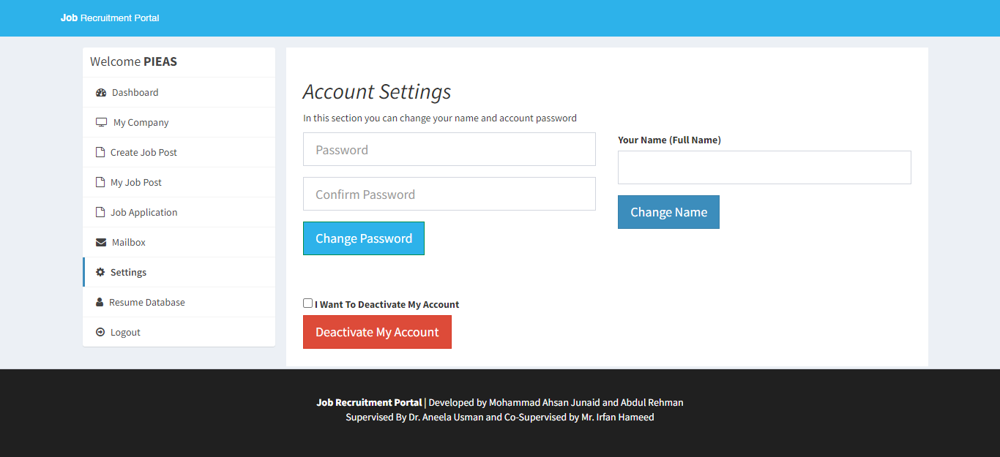 Job Recruitment Portal
Welcome PIEAS
Dashboard
My Company
Create Job Post
My Job Post
Job Application
Mailbox
Settings
Resume Database
Logout
Account Settings
In this section you can change your name and account password
Password
Confirm Password
Change Password
Your Name (Full Name)
Change Name
I Want To Deactivate My Account
Deactivate My Account
Job Recruitment Portal | Developed by Mohammad Ahsan Junaid and Abdul Rehman
Supervised By Dr. Aneela Usman and Co-Supervised by Mr. Irfan Hameed